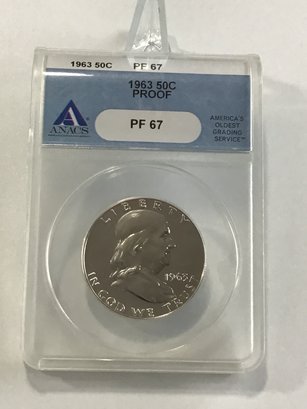 1963 50C PF 67
1963 50C
PROOF
PF 67
ANACS
AMERICA'S
OLDEST
GRADING
SERVICE™
LIBERTY
1963
IN GOD WE TRUST